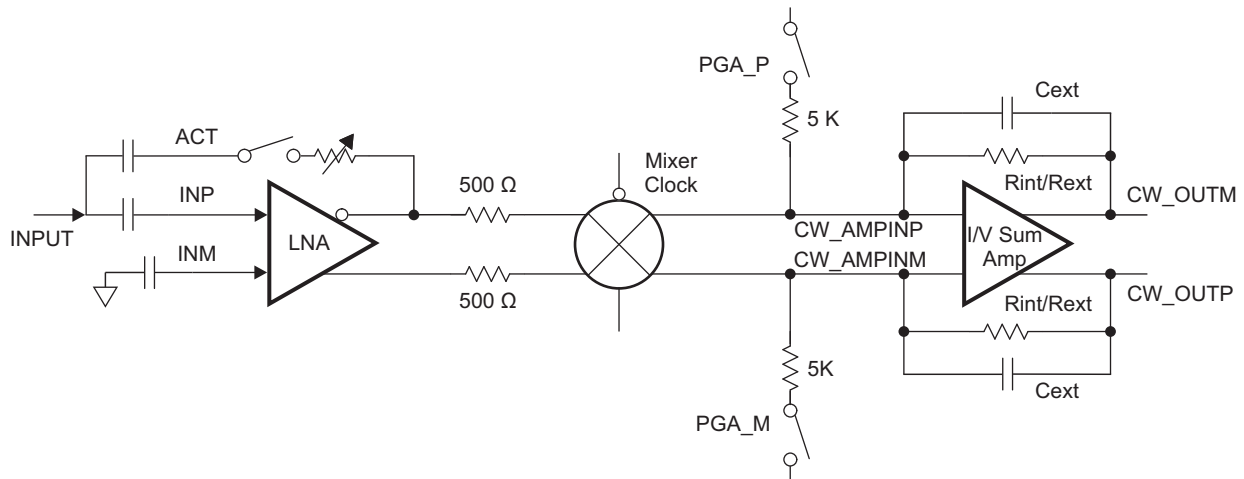 PGA_P
Cext
5 K
ACT
Mixer
Clock
500 Ω
Rint/Rext
INP
CW_OUTM
INPUT
LNA
CW_AMPINP
I/V Sum
Amp
INM
CW_AMPINM
500 Ω
Rint/Rext
CW_OUTP
5K
Cext
PGA_M